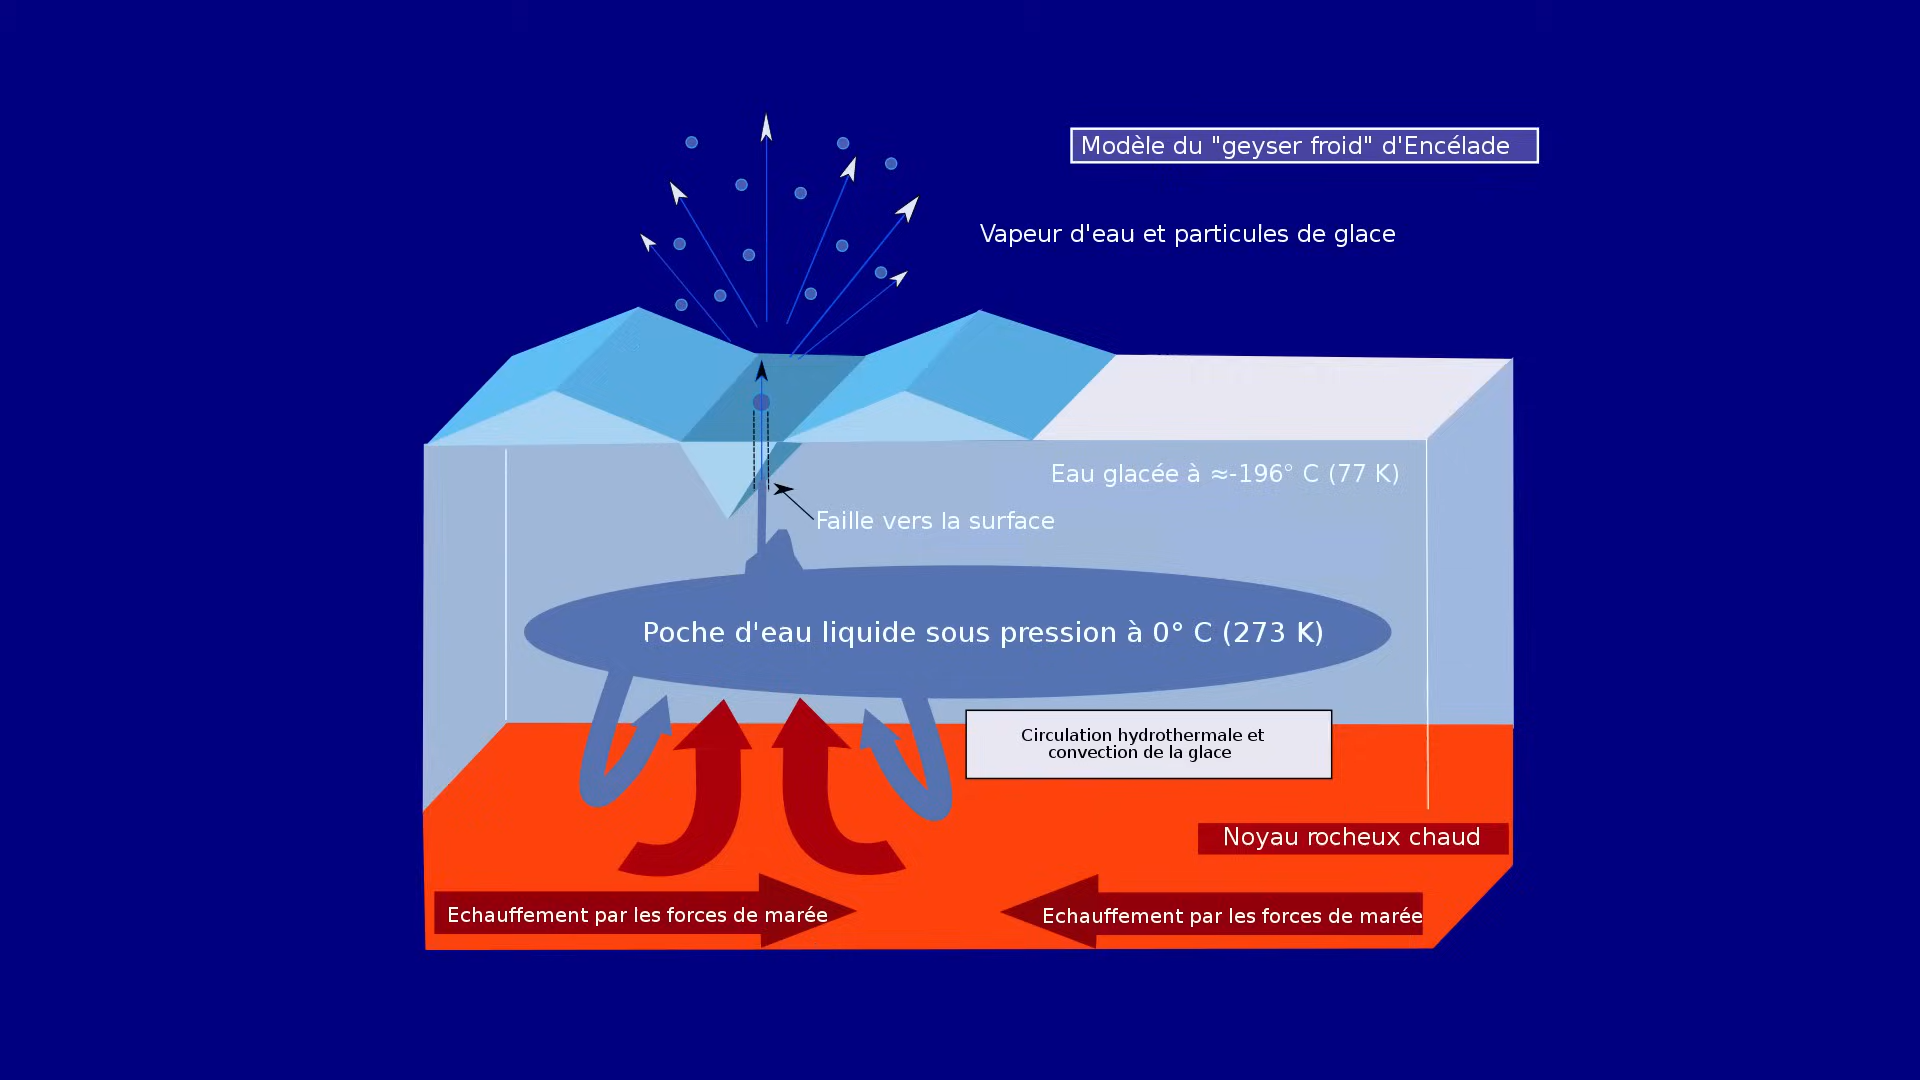 Modèle du "geyser froid" d'Encélade
Vapeur d'eau et particules de glace
Eau glacée à ≈-196° C (77 K)
Faille vers la surface
Poche d'eau liquide sous pression à 0° C (273 K)
Circulation hydrothermale et
convection de la glace
Noyau rocheux chaud
Echauffement par les forces de marée
Echauffement par les forces de marée